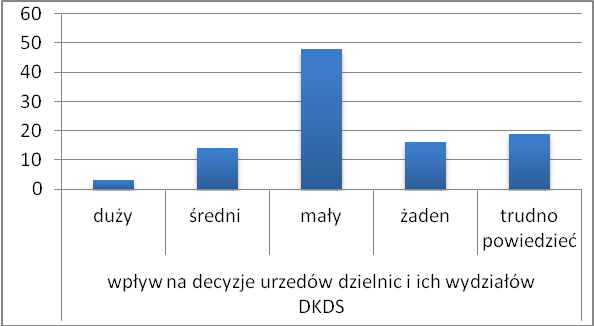 60
50
40
30
20
10
0
duży średni mały żaden trudno
powiedzieć
wpływ na decyzje urzedów dzielnic i ich wydziałów
DKDS